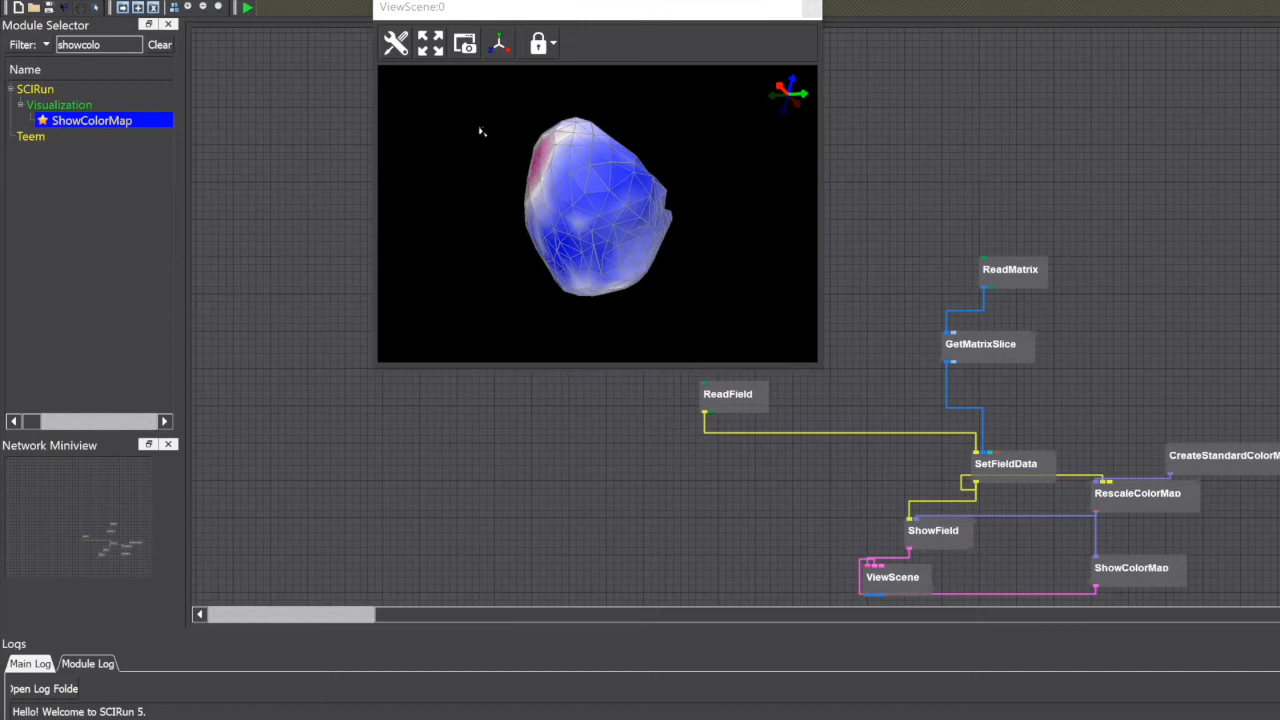 ViewScene:0
Module Selector
Filter:
showcolo
Clear
Name
SCIRun
Visualization
ShowColorMap
Teem
Network Miniview
ReadMatrix
GetMatrixSlice
ReadField
SetFieldData
CreateStandardColorM
RescaleColorMap
ShowField
ShowColorMap
ViewScene
Logs
Main Log
Module Log
Open Log Folde
Hello! Welcome to SCIRun 5.